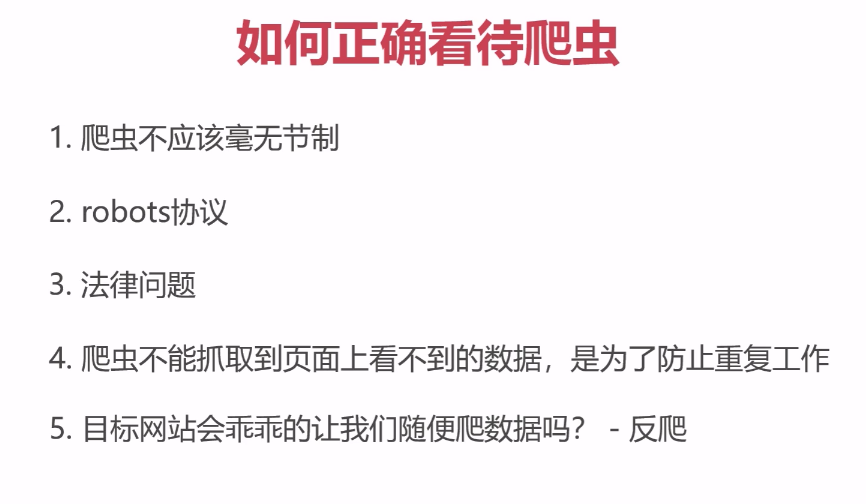 如何正确看待爬虫
1. 爬虫不应该毫无节制
2. robots协议
3. 法律问题
4. 爬虫不能抓取到页面上看不到的数据，是为了防止重复工作
5. 目标网站会乖乖的让我们随便爬数据吗？ - 反爬